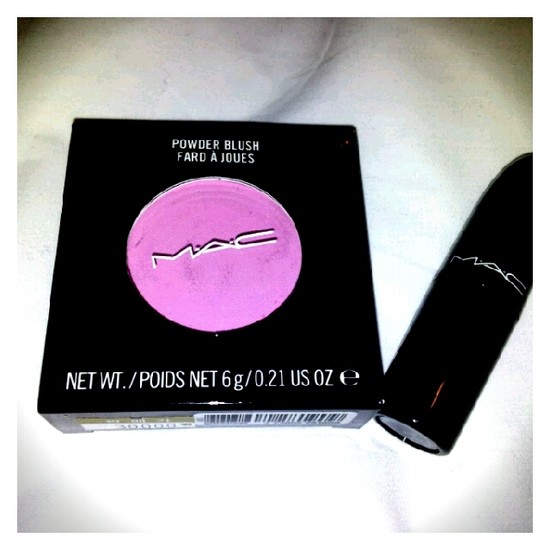 POWDER BLUSH
FARD À JOUES
MAC
NET WT./POIDS NET 6 g/0.21 US OZ ℮
MAC